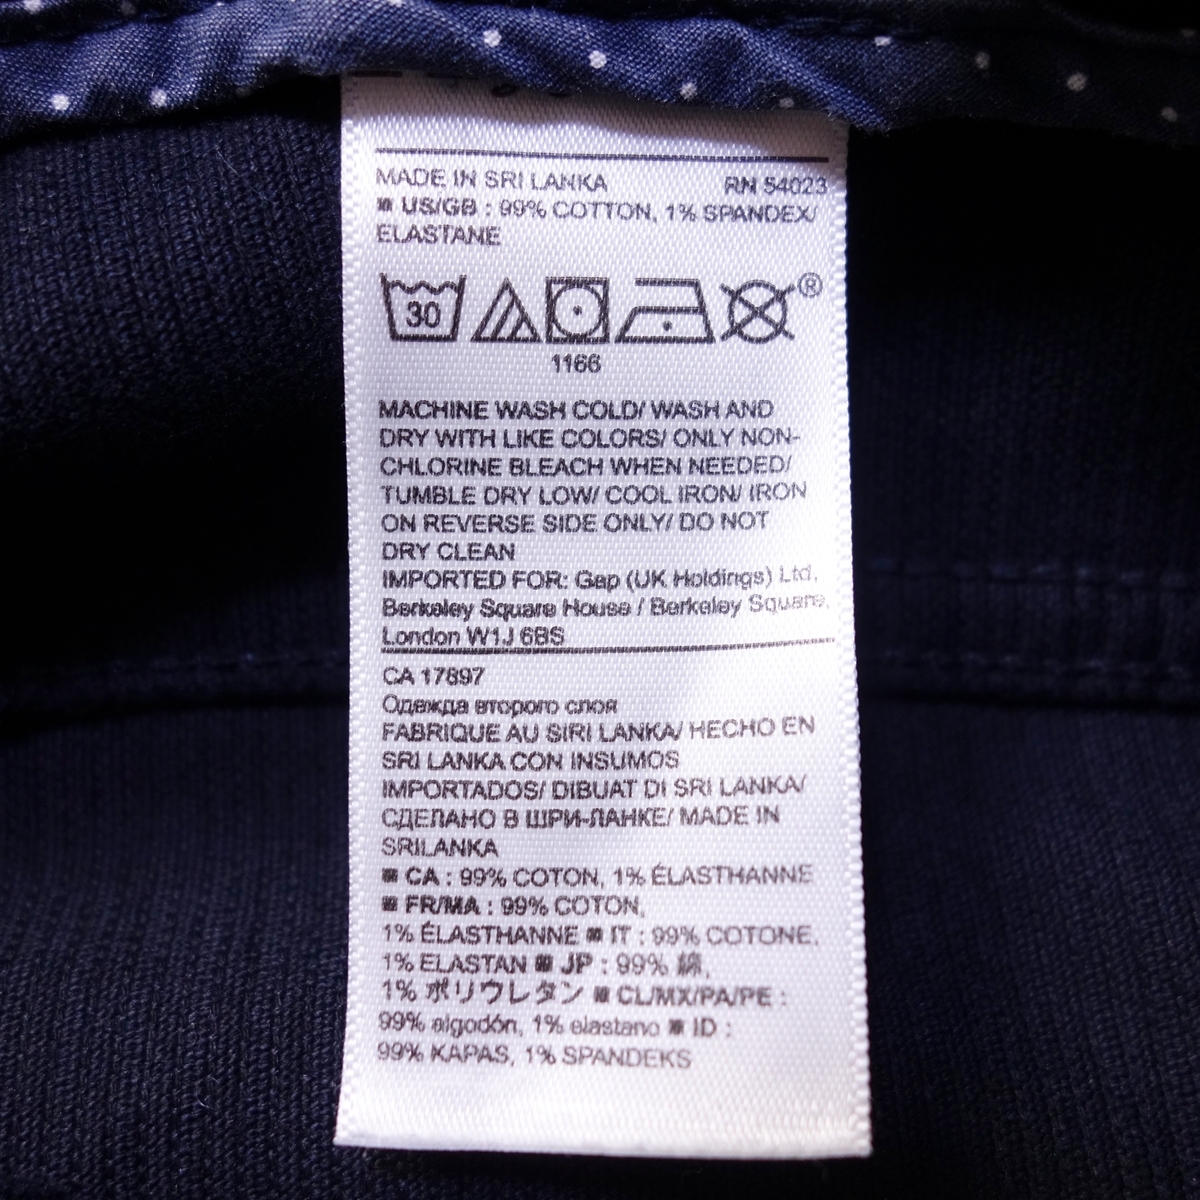 MADE IN SRI LANKA RN 54023
■ US/GB : 99% COTTON, 1% SPANDEX/
ELASTANE
30
®
1166
MACHINE WASH COLD/ WASH AND
DRY WITH LIKE COLORS/ ONLY NON-
CHLORINE BLEACH WHEN NEEDED/
TUMBLE DRY LOW/ COOL IRON/ IRON
ON REVERSE SIDE ONLY/ DO NOT
DRY CLEAN
IMPORTED FOR: Gap (UK Holdings) Ltd,
Berkeley Square House / Berkeley Square,
London W1J 6BS
CA 17897
Одежда второго слоя
FABRIQUE AU SIRI LANKA/ HECHO EN
SRI LANKA CON INSUMOS
IMPORTADOS/ DIBUAT DI SRI LANKA/
СДЕЛАНО В ШРИ-ЛАНКЕ/ MADE IN
SRILANKA
■ CA : 99% COTON, 1% ÉLASTHANNE
■ FR/MA : 99% COTON,
1% ÉLASTHANNE ■ IT : 99% COTONE,
1% ELASTAN ■ JP : 99% 綿,
1% ポリウレタン ■ CL/MX/PA/PE :
99% algodón, 1% elastano ■ ID :
99% KAPAS, 1% SPANDEKS